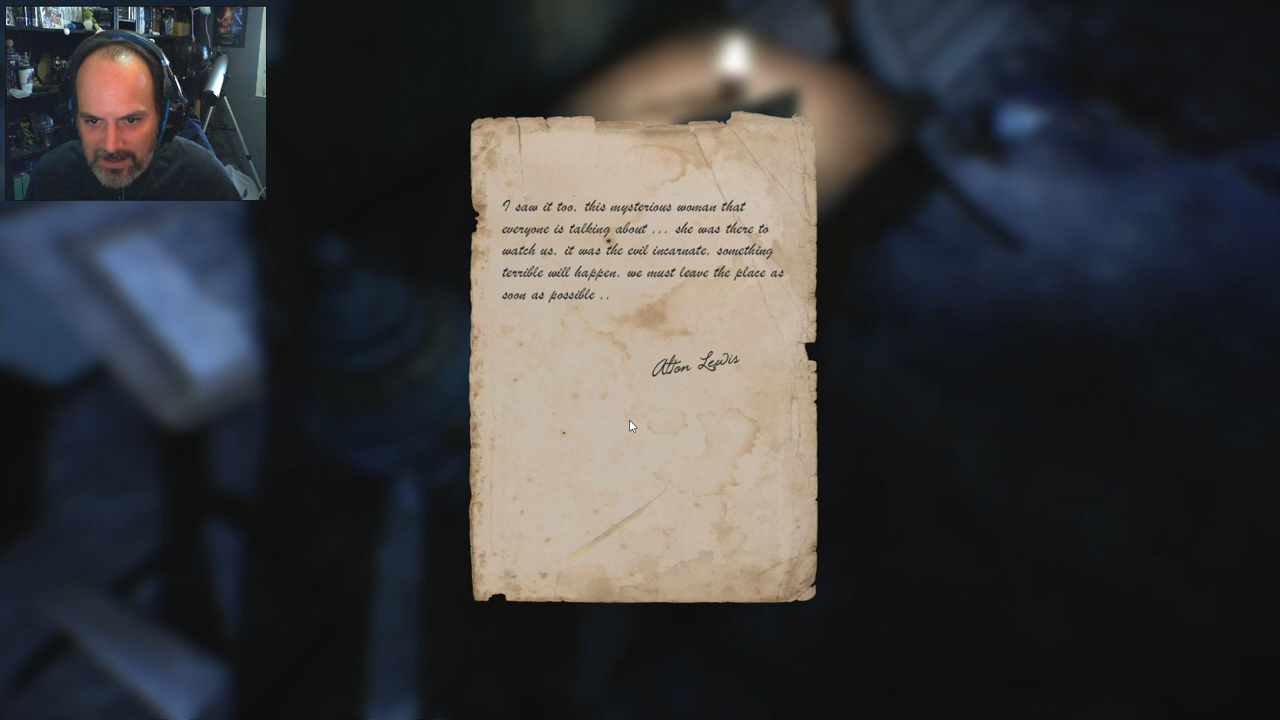 I saw it too, this mysterious woman that
everyone is talking about ... she was there to
watch us, it was the evil incarnate, something
terrible will happen, we must leave the place as
soon as possible ..
Alton Lewis